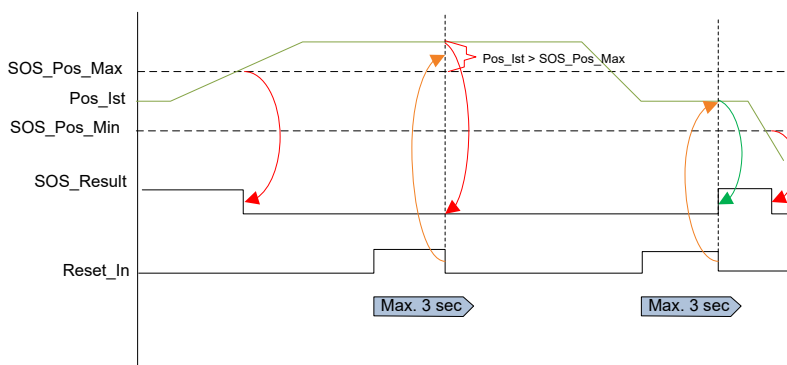 SOS_Pos_Max
Pos_Ist > SOS_Pos_Max
Pos_Ist
SOS_Pos_Min
SOS_Result
Reset_In
Max. 3 sec
Max. 3 sec